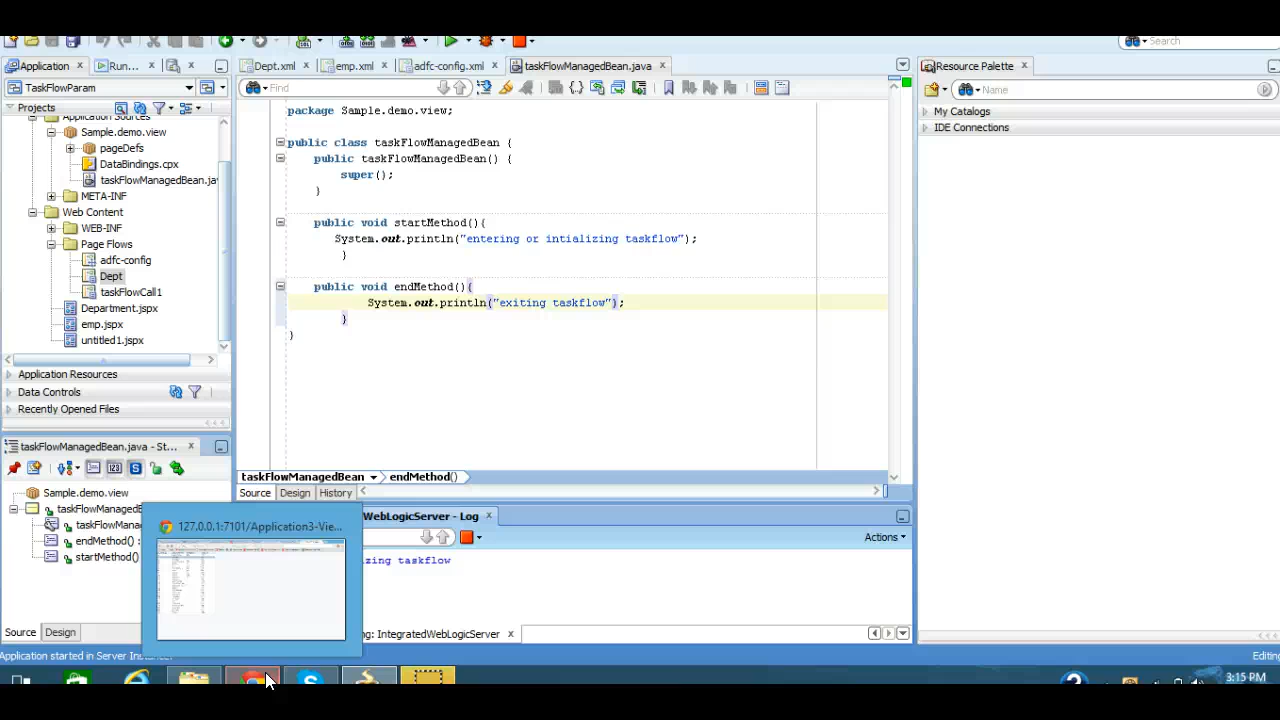 Search
Application
Run...
Dept.xml
emp.xml
adfc-config.xml
taskFlowManagedBean.java
Resource Palette
TaskFlowParam
Find
Name
Projects
My Catalogs
IDE Connections
Application Sources
Sample.demo.view
pageDefs
DataBindings.cpx
taskFlowManagedBean.jav
META-INF
Web Content
WEB-INF
Page Flows
adfc-config
Dept
taskFlowCall1
Department.jspx
emp.jspx
untitled1.jspx
Application Resources
Data Controls
Recently Opened Files
package Sample.demo.view;
public class taskFlowManagedBean {
public taskFlowManagedBean() {
super();
}
public void startMethod(){
System.out.println("entering or intializing taskflow");
}
public void endMethod(){
System.out.println("exiting taskflow");
}
}
taskFlowManagedBean
endMethod()
Source
Design
History
taskFlowManagedBean.java - St...
123
S
Sample.demo.view
taskFlowManagedB
taskFlowMana
endMethod() :
startMethod()
Source
Design
127.0.0.1:7101/Application3-Vie...
WebLogicServer - Log
Actions
zing taskflow
g: IntegratedWebLogicServer
Application started in Server Instan
Editing
3:15 PM